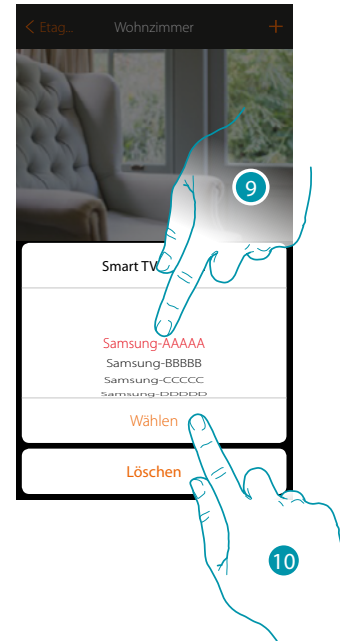 < Etag... Wohnzimmer +
9
Smart TV
Samsung-AAAAA
Samsung-BBBBB
Samsung-CCCCC
Samsung-DDDDD
Wählen
Löschen
10